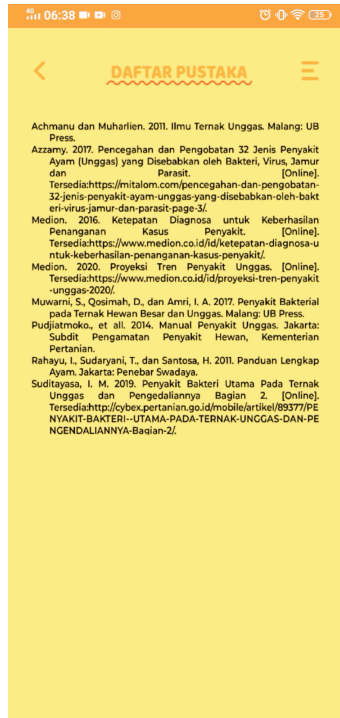 4G 06:38 25
DAFTAR PUSTAKA
Achmanu dan Muharlien. 2011. Ilmu Ternak Unggas. Malang: UB
Press.
Azzamy. 2017. Pencegahan dan Pengobatan 32 Jenis Penyakit
Ayam (Unggas) yang Disebabkan oleh Bakteri, Virus, Jamur
dan Parasit. [Online].
Tersedia:https://mitalom.com/pencegahan-dan-pengobatan-
32-jenis-penyakit-ayam-unggas-yang-disebabkan-oleh-bakt
eri-virus-jamur-dan-parasit-page-3/.
Medion. 2016. Ketepatan Diagnosa untuk Keberhasilan
Penanganan Kasus Penyakit. [Online].
Tersedia:https://www.medion.co.id/id/ketepatan-diagnosa-u
ntuk-keberhasilan-penanganan-kasus-penyakit/.
Medion. 2020. Proyeksi Tren Penyakit Unggas. [Online].
Tersedia:https://www.medion.co.id/id/proyeksi-tren-penyakit
-unggas-2020/.
Muwarni, S., Qosimah, D., dan Amri, I. A. 2017. Penyakit Bakterial
pada Ternak Hewan Besar dan Unggas. Malang: UB Press.
Pudjiatmoko., et all. 2014. Manual Penyakit Unggas. Jakarta:
Subdit Pengamatan Penyakit Hewan, Kementerian
Pertanian.
Rahayu, I., Sudaryani, T., dan Santosa, H. 2011. Panduan Lengkap
Ayam. Jakarta: Penebar Swadaya.
Suditayasa, I. M. 2019. Penyakit Bakteri Utama Pada Ternak
Unggas dan Pengedaliannya Bagian 2. [Online].
Tersedia:http://cybex.pertanian.go.id/mobile/artikel/89377/PE
NYAKIT-BAKTERI--UTAMA-PADA-TERNAK-UNGGAS-DAN-PE
NGENDALIANNYA-Bagian-2/.